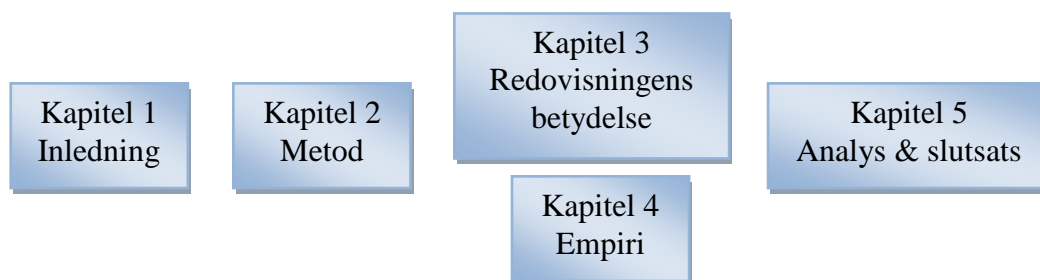 Kapitel 1
Inledning
Kapitel 2
Metod
Kapitel 3
Redovisningens
betydelse
Kapitel 4
Empiri
Kapitel 5
Analys & slutsats